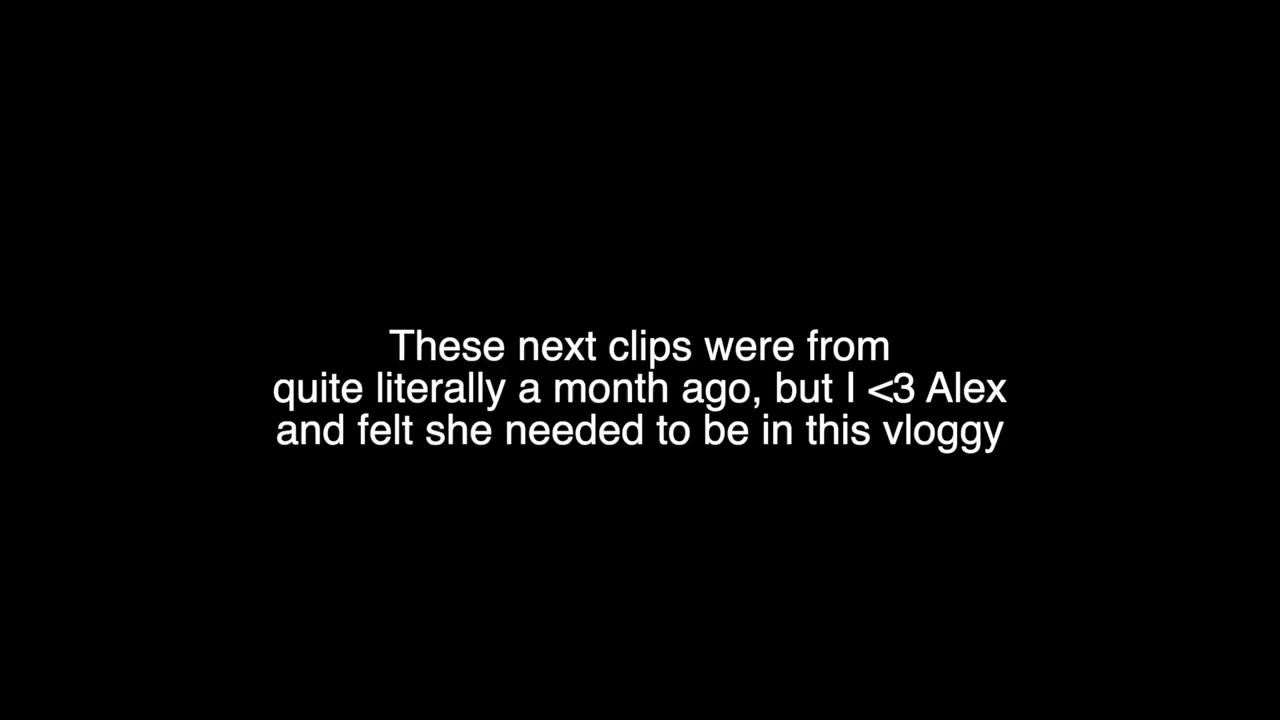 These next clips were from
quite literally a month ago, but I <3 Alex
and felt she needed to be in this vloggy